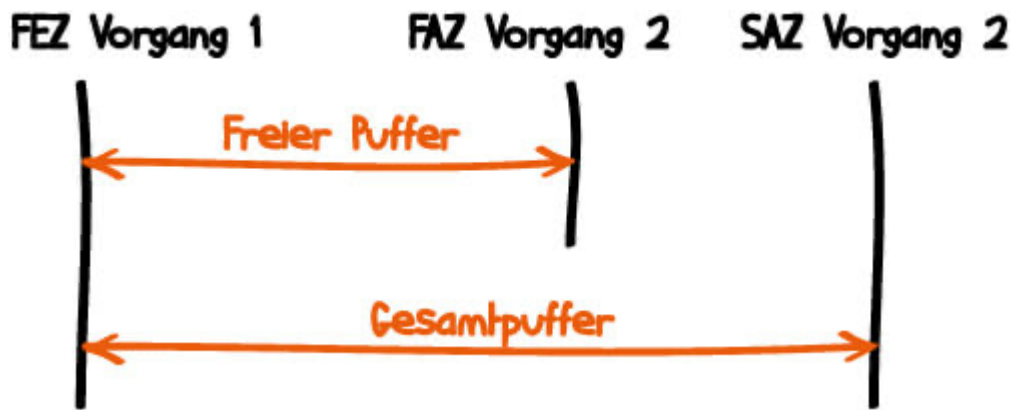 FEZ Vorgang 1 FAZ Vorgang 2 SAZ Vorgang 2
Freier Puffer
Gesamtpuffer